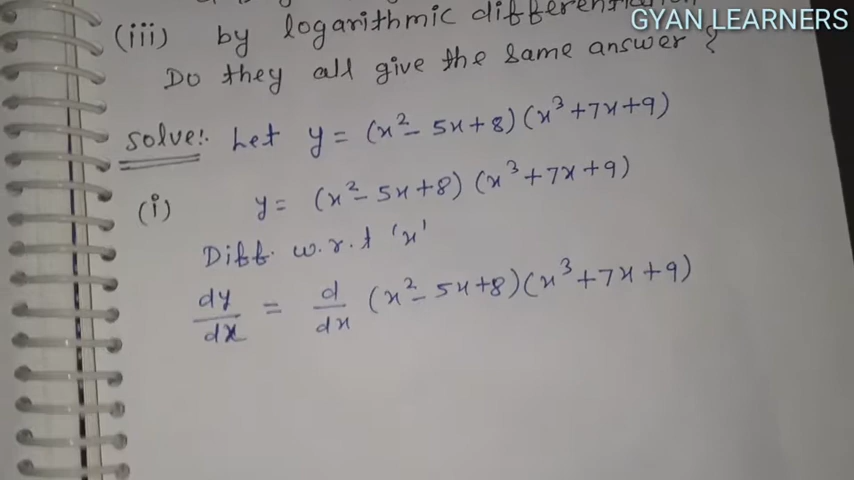 GYAN LEARNERS
(iii) by logarithmic differentiation
Do they all give the same answer ?
Solve:. Let y = (x² - 5x + 8) (x³ + 7x + 9)
(i) y = (x² - 5x + 8) (x³ + 7x + 9)
Diff. w.r.t 'x'
dy/dx = d/dx (x² - 5x + 8) (x³ + 7x + 9)